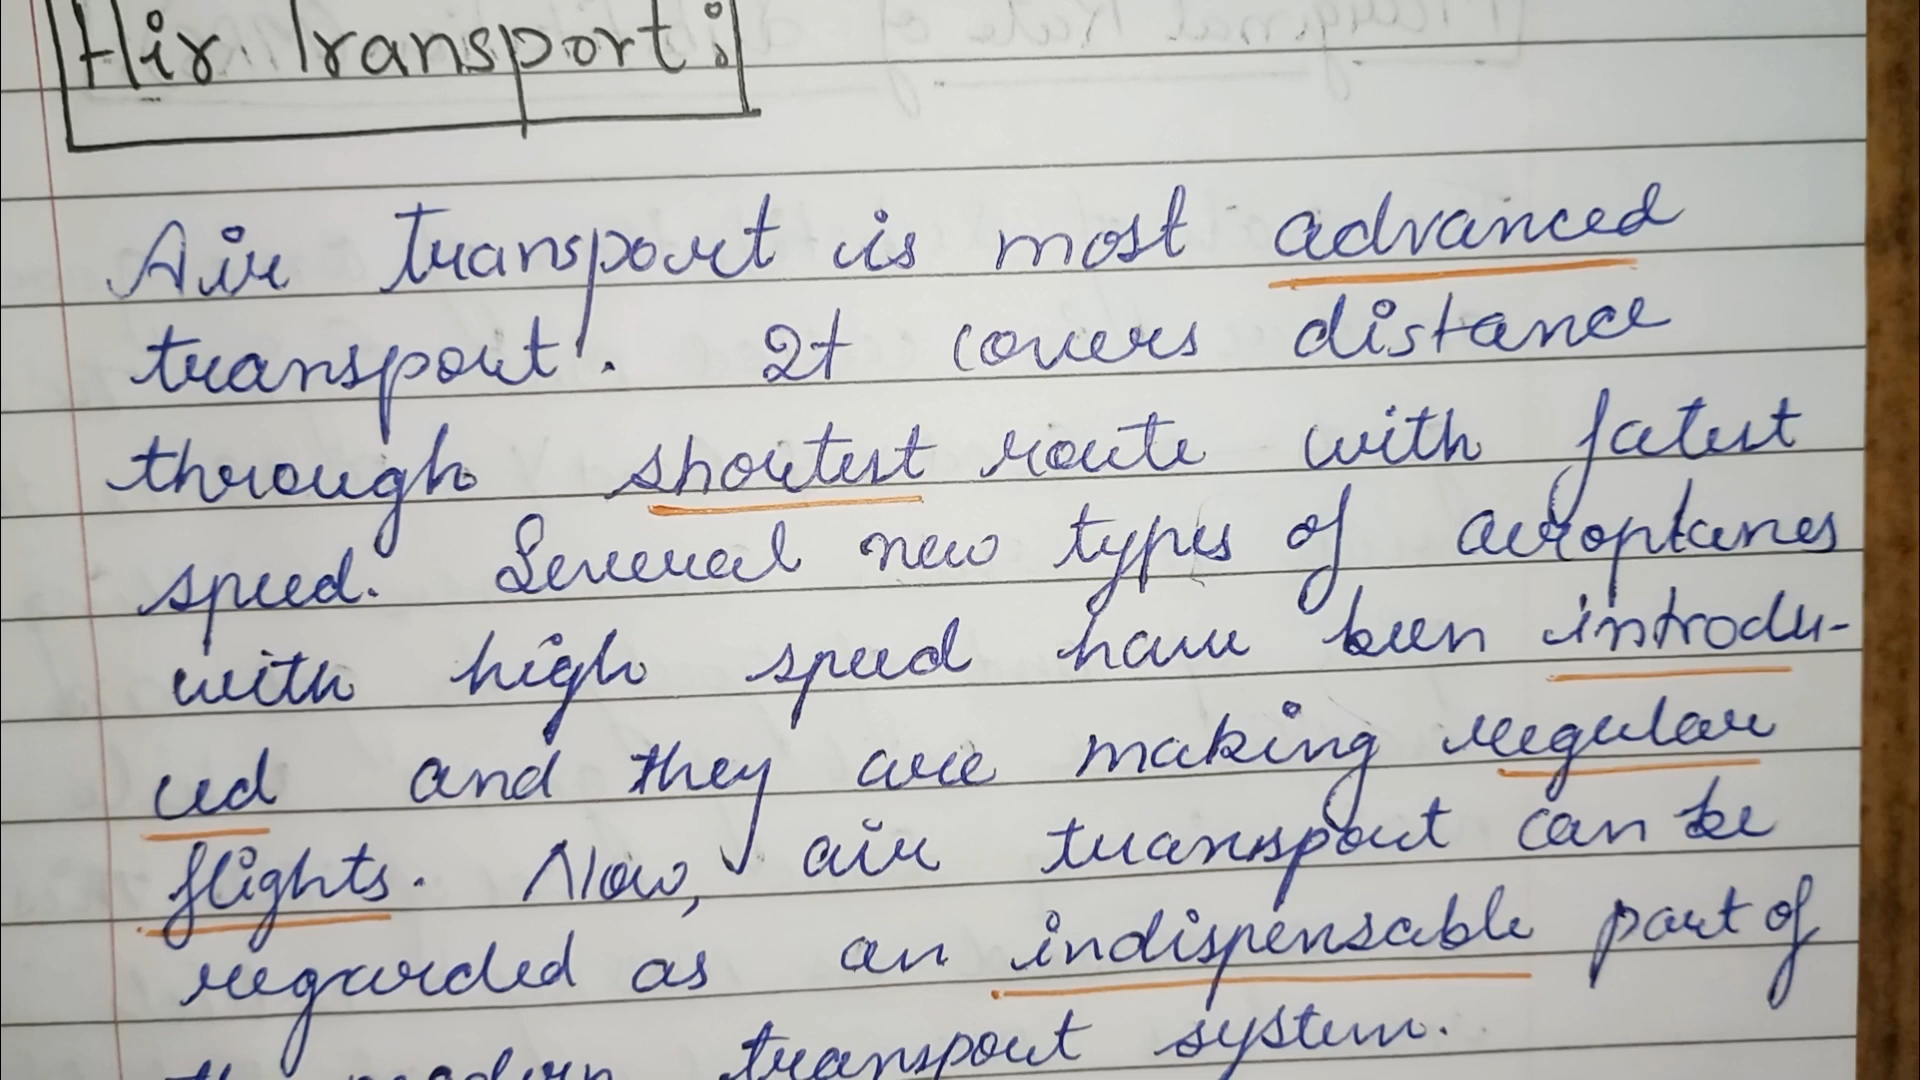 Air Transport:
Air transport is most advanced
transport. It covers distance
through shortest route with fatest
speed. Several new types of aeroplanes
with high speed have been introdu-
ced and they are making regular
flights. Now, air transport can be
regarded as an indispensable part of
modern transport system.